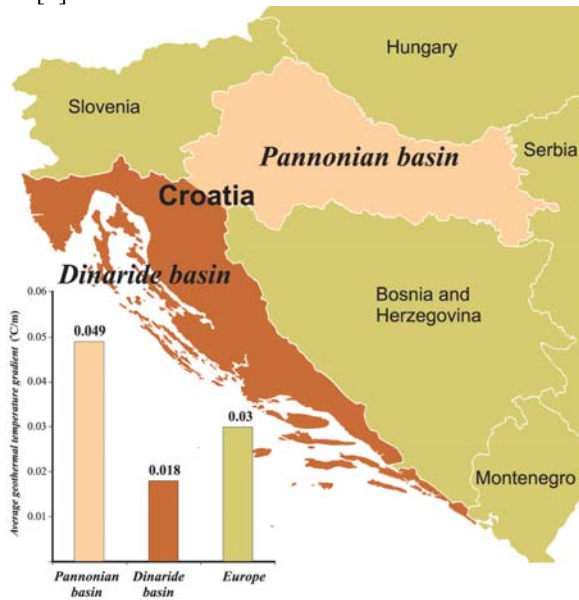 Hungary
Slovenia
Serbia
Pannonian basin
Croatia
Dinaride basin
Bosnia and
Herzegovina
Montenegro
Average geothermal temperature gradient (°C/m)
0.06
0.05
0.04
0.03
0.02
0.01
0.049
0.018
0.03
Pannonian
basin
Dinaride
basin
Europe